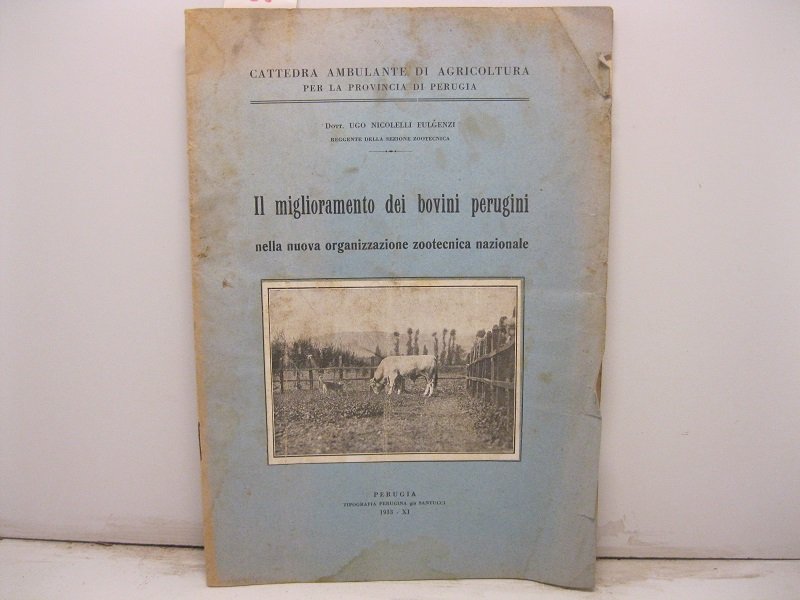 CATTEDRA AMBULANTE DI AGRICOLTURA
PER LA PROVINCIA DI PERUGIA
Dott. UGO NICOLELLI FULGENZI
REGGENTE DELLA SEZIONE ZOOTECNICA
Il miglioramento dei bovini perugini
nella nuova organizzazione zootecnica nazionale
PERUGIA
TIPOGRAFIA PERUGINA già SANTUCCI
1933 - XI